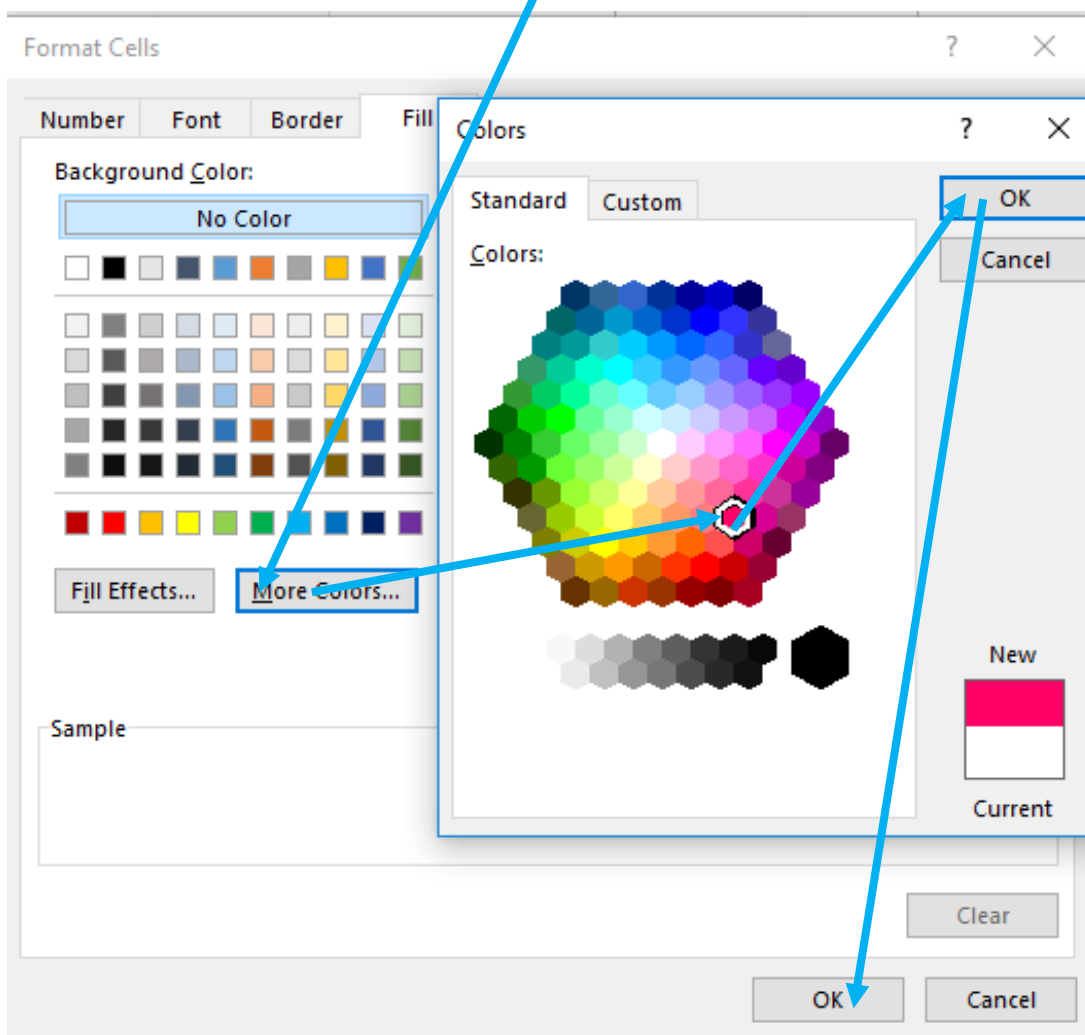 Format Cells
?
Number Font Border Fill
Background Color:
No Color
Fill Effects... More Colors...
Sample
Colors
?
Standard Custom
Colors:
OK
Cancel
New
Current
Clear
OK Cancel